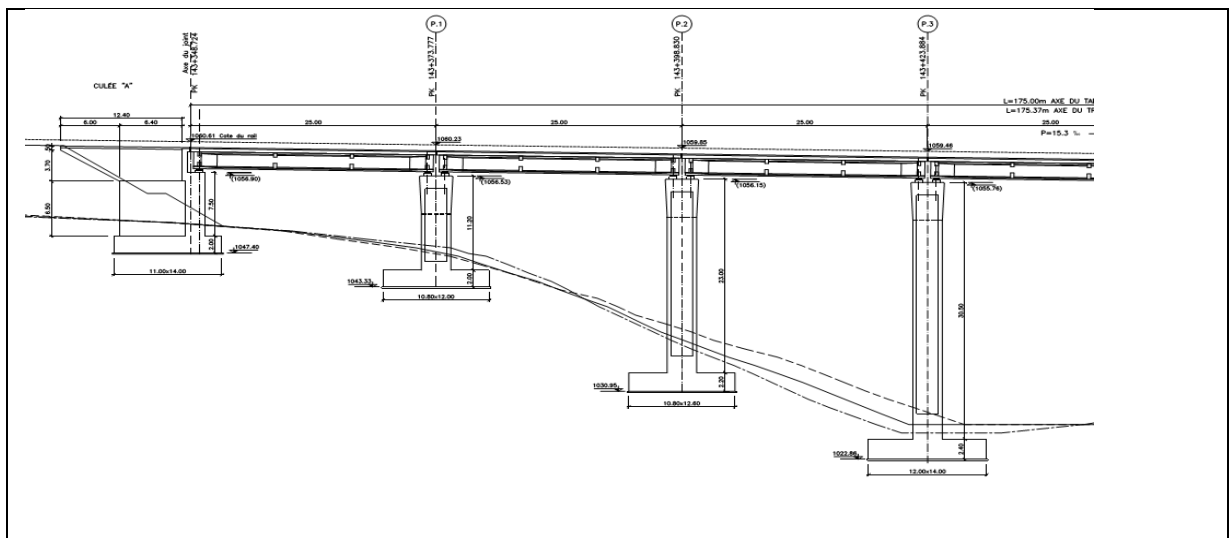 P.1
P.2
P.3
Axe du joint
PK 143+348.724
PK 143+373.777
PK 143+398.830
PK 143+423.884
CULÉE "A"
L=175.00m AXE DU TAB
L=175.37m AXE DU TR
P=15.3 ‰
12.40
6.00
6.40
25.00
25.00
25.00
25.00
1060.61 Cote du rail
1060.23
1059.85
1059.46
.50
3.70
6.50
(1056.90)
(1056.53)
(1056.15)
(1055.76)
7.50
2.00
1047.40
11.00x14.00
11.20
2.00
1043.33
10.80x12.00
23.00
2.20
1030.95
10.80x12.60
30.50
2.40
1022.86
12.00x14.00